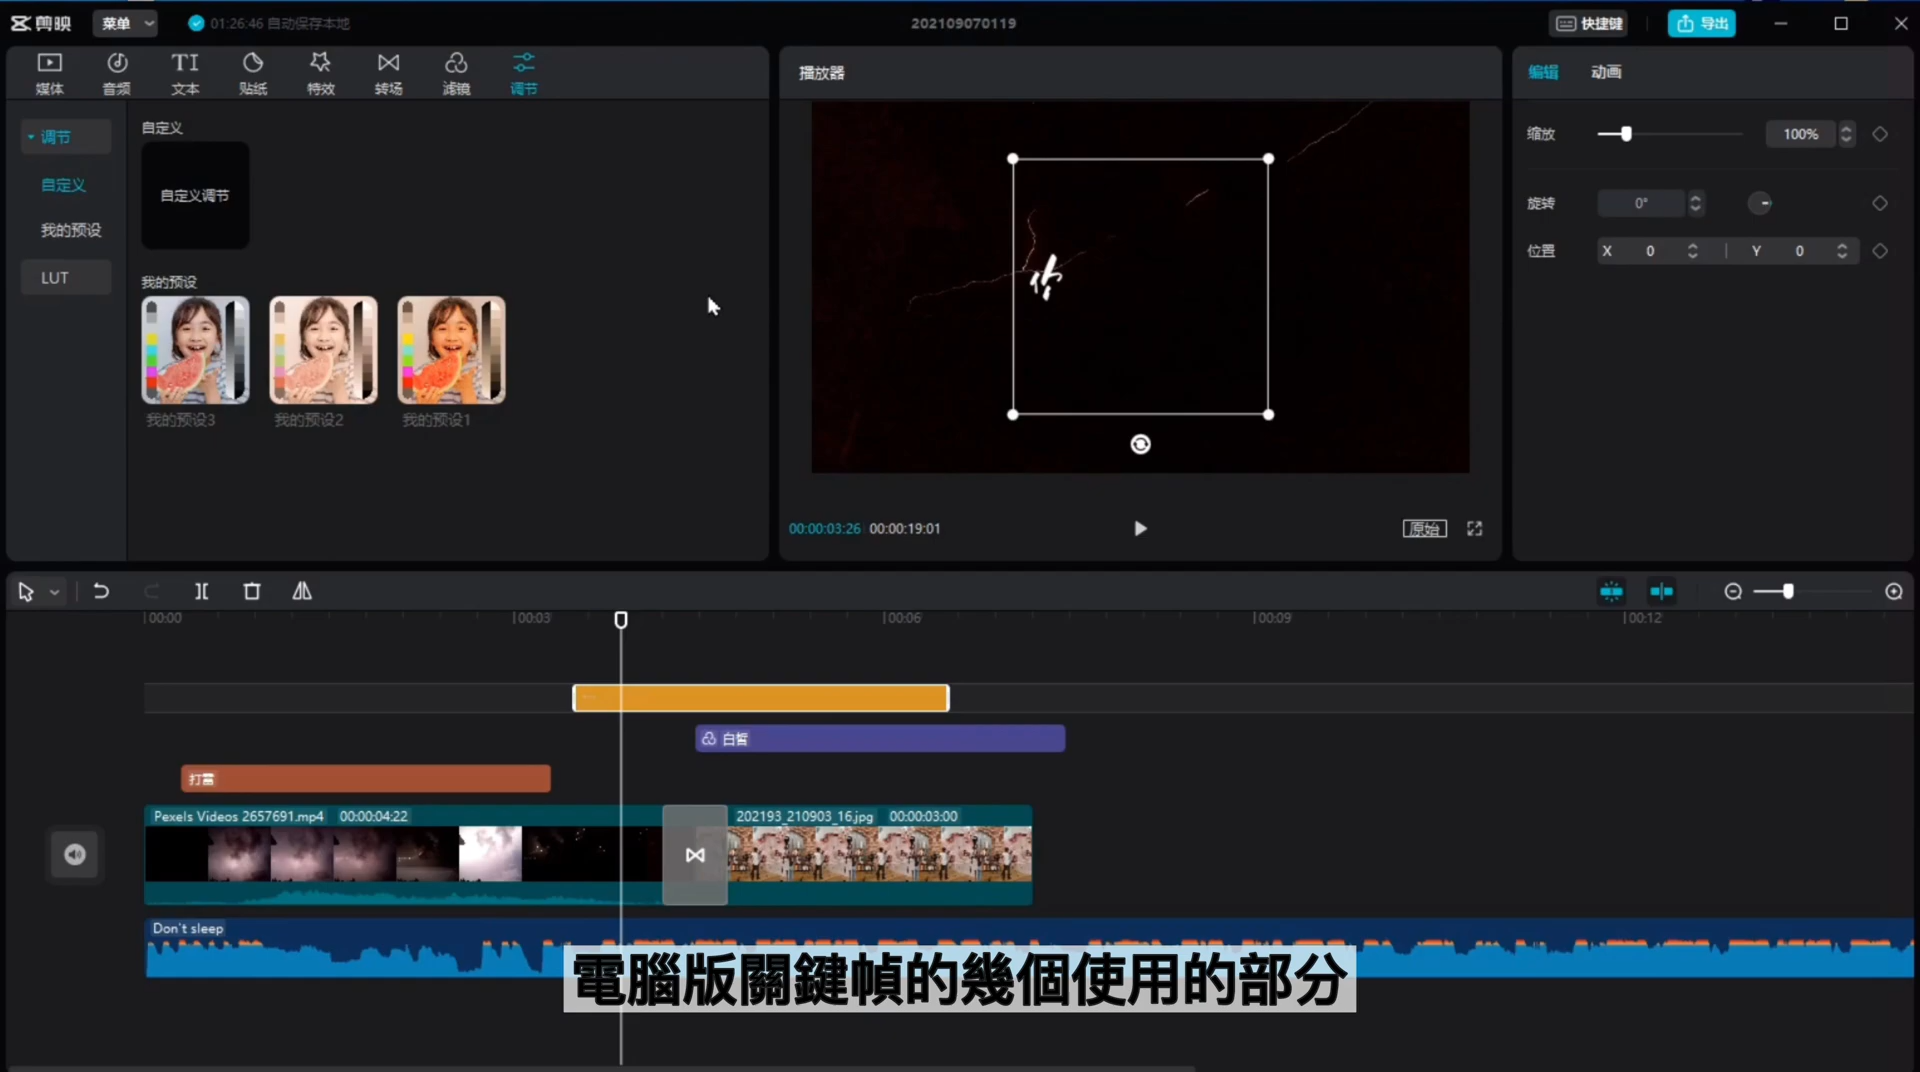 剪映
菜单
01:26:46 自动保存本地
202109070119
快捷键
导出
媒体
音频
TI
文本
贴纸
特效
转场
滤镜
调节
播放器
编辑
动画
调节
自定义
我的预设
LUT
自定义
自定义调节
我的预设
我的预设3
我的预设2
我的预设1
缩放
100%
旋转
0°
位置
X 0
Y 0
00:00:03:26
00:00:19:01
原始
00:00
00:03
00:06
00:09
00:12
白皙
打雷
Pexels Videos 2657691.mp4 00:00:04:22
202193_210903_16.jpg 00:00:03:00
Don't sleep
電腦版關鍵幀的幾個使用的部分